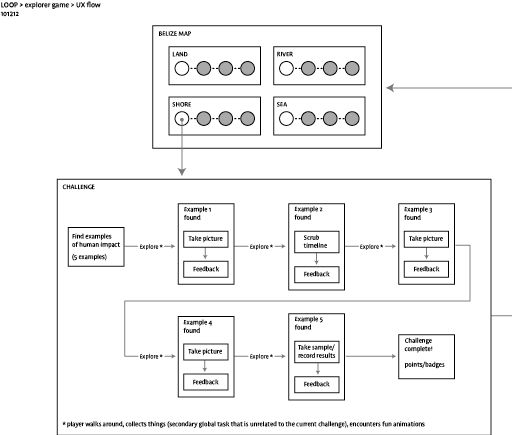 LOOP > explorer game > UX flow
101212
BELIZE MAP
LAND
RIVER
SHORE
SEA
CHALLENGE
Find examples
of human impact
(5 examples)
Explore *
Example 1
found
Take picture
Feedback
Explore *
Example 2
found
Scrub
timeline
Feedback
Explore *
Example 3
found
Take picture
Feedback
Explore *
Example 4
found
Take picture
Feedback
Explore *
Example 5
found
Take sample/
record results
Feedback
Challenge
complete!
points/badges
* player walks around, collects things (secondary global task that is unrelated to the current challenge), encounters fun animations